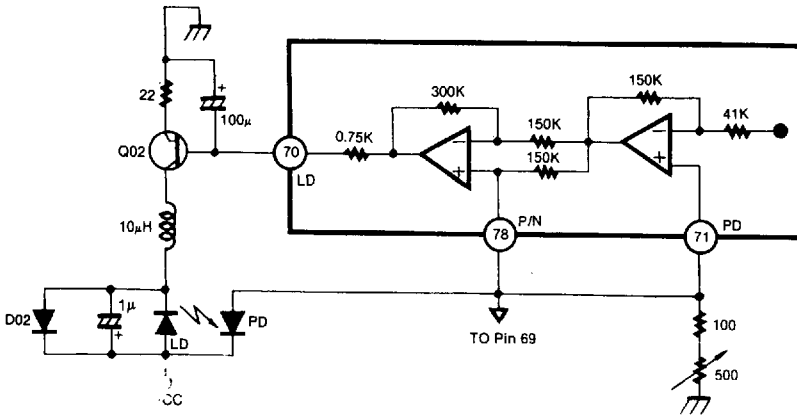 22
+
100μ
Q02
10μH
D02
1μ
+
LD
PD
70
LD
0.75K
300K
150K
150K
−
+
150K
−
+
41K
P/N
78
71
PD
TO Pin 69
100
500